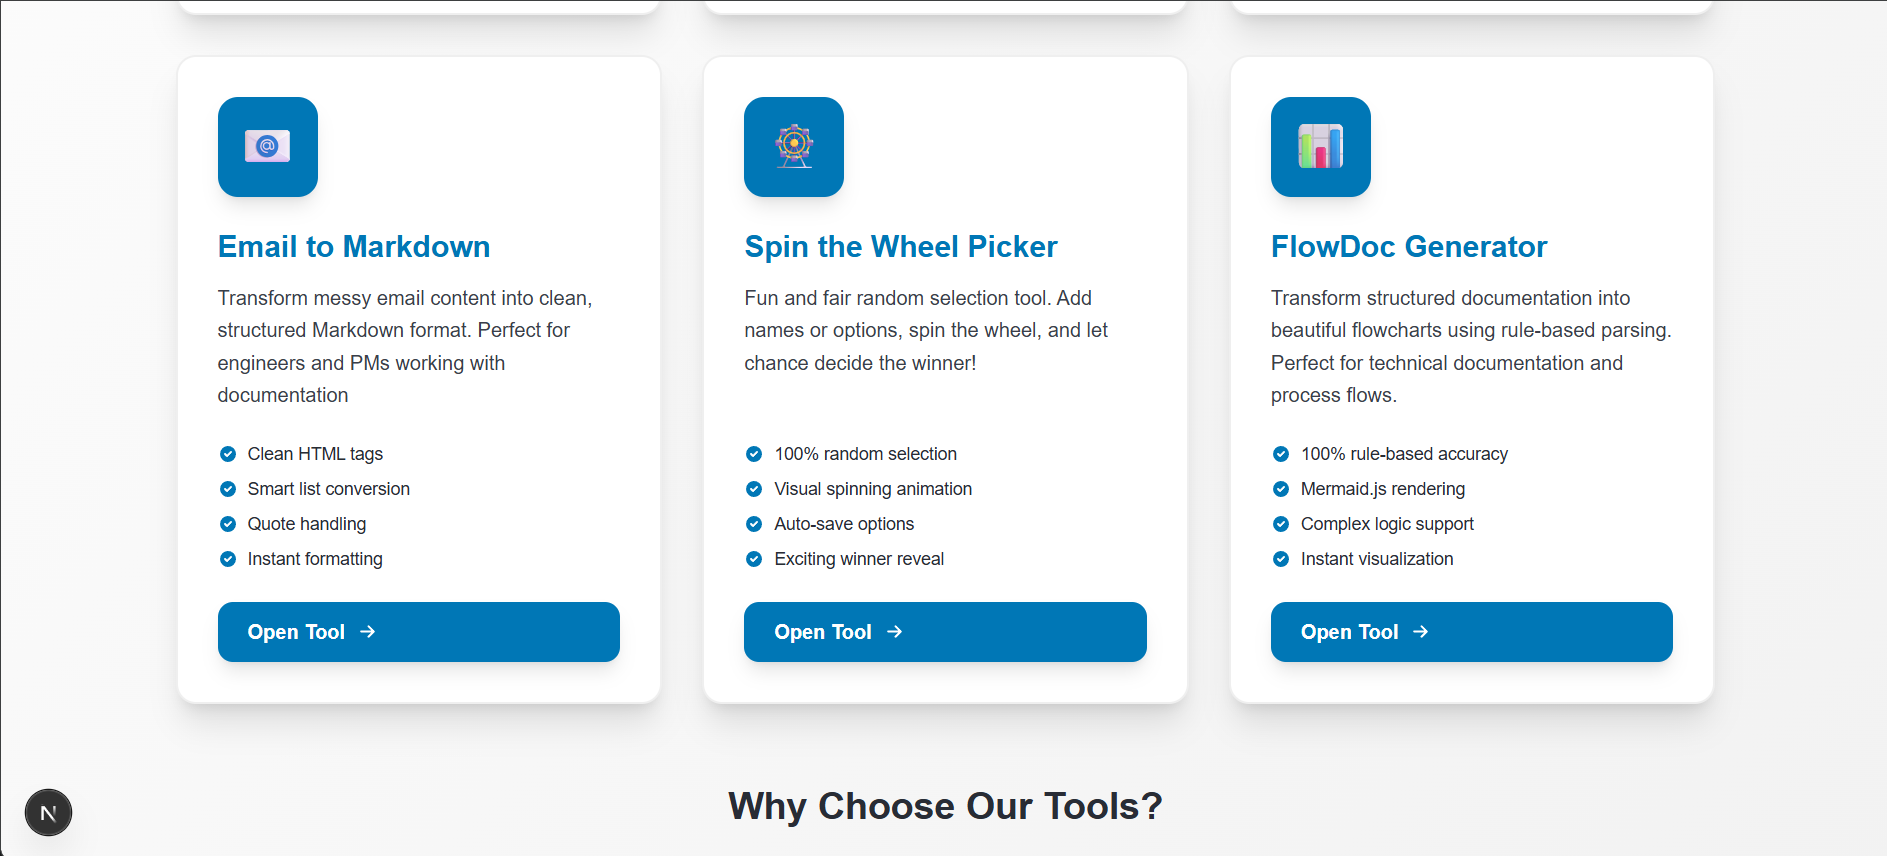 Email to Markdown
Transform messy email content into clean,
structured Markdown format. Perfect for
engineers and PMs working with
documentation
Clean HTML tags
Smart list conversion
Quote handling
Instant formatting
Open Tool →
Spin the Wheel Picker
Fun and fair random selection tool. Add
names or options, spin the wheel, and let
chance decide the winner!
100% random selection
Visual spinning animation
Auto-save options
Exciting winner reveal
Open Tool →
FlowDoc Generator
Transform structured documentation into
beautiful flowcharts using rule-based parsing.
Perfect for technical documentation and
process flows.
100% rule-based accuracy
Mermaid.js rendering
Complex logic support
Instant visualization
Open Tool →
Why Choose Our Tools?
N